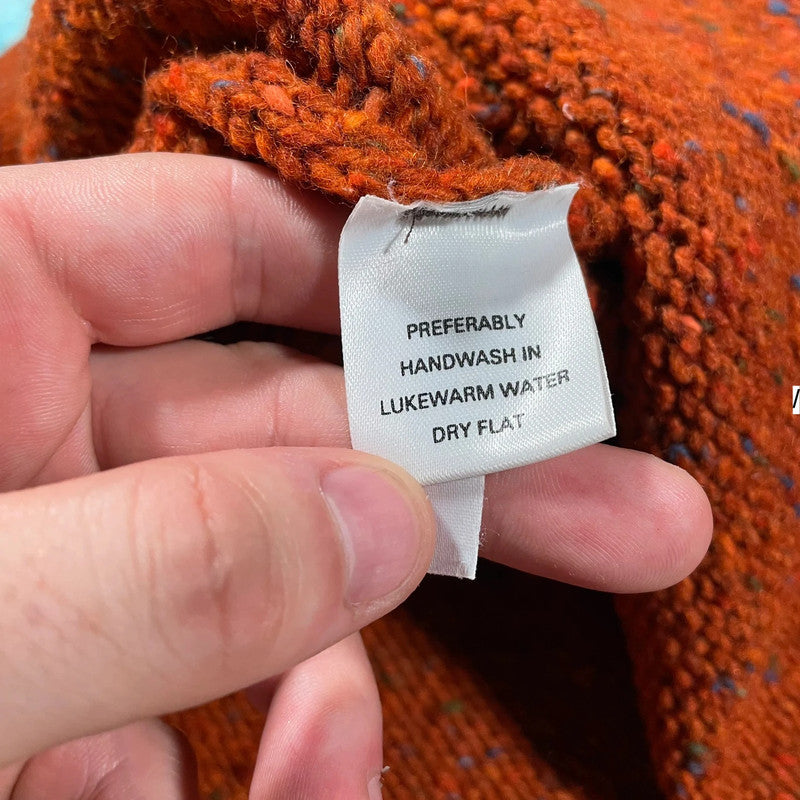 PREFERABLY
HANDWASH IN
LUKEWARM WATER
DRY FLAT